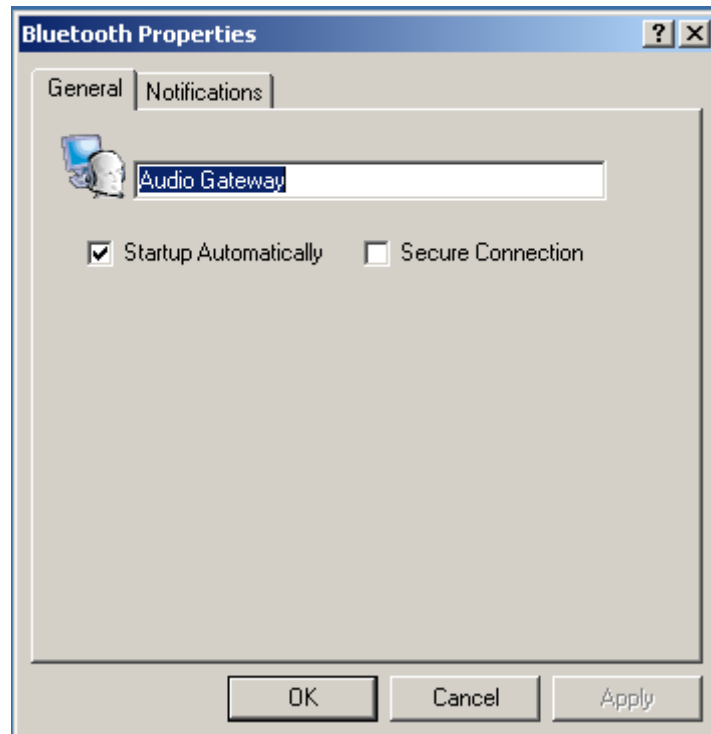 Bluetooth Properties
General Notifications
Audio Gateway
Startup Automatically Secure Connection
OK Cancel Apply